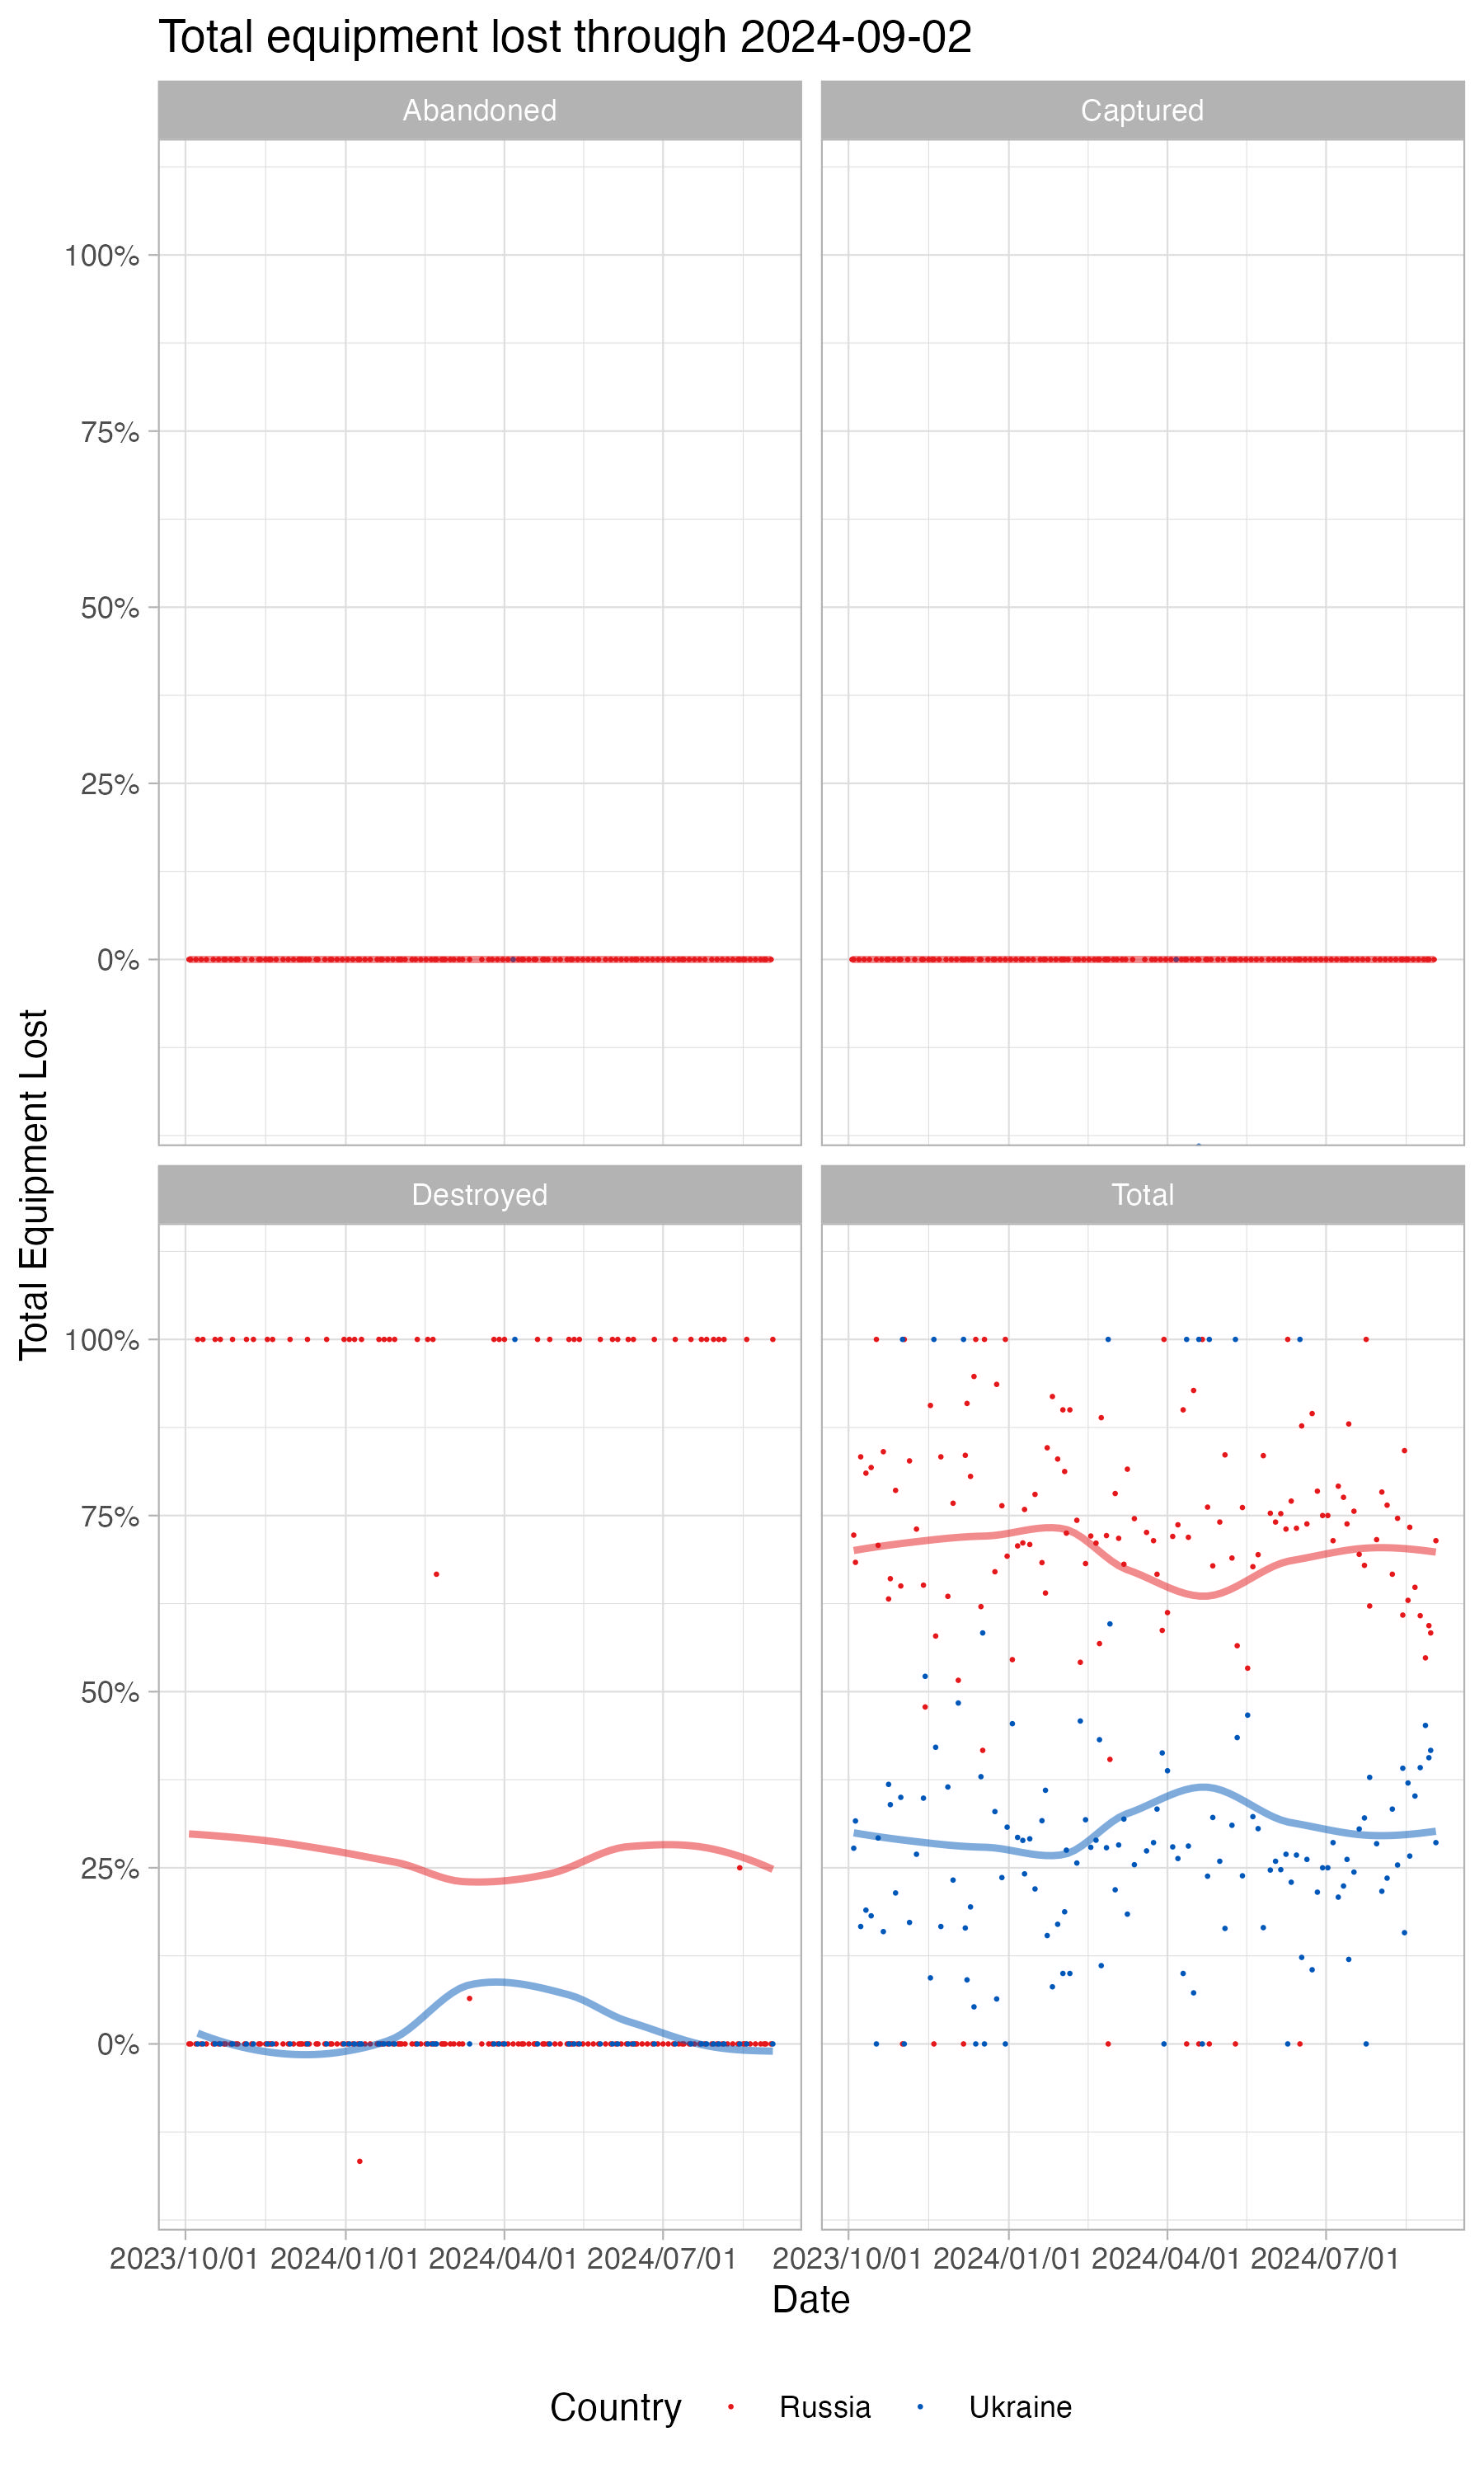 Total equipment lost through 2024-09-02
Abandoned
Captured
100%
75%
50%
25%
0%
Total Equipment Lost
Destroyed
Total
100%
75%
50%
25%
0%
2023/10/01 2024/01/01 2024/04/01 2024/07/01
2023/10/01 2024/01/01 2024/04/01 2024/07/01
Date
Country Russia Ukraine